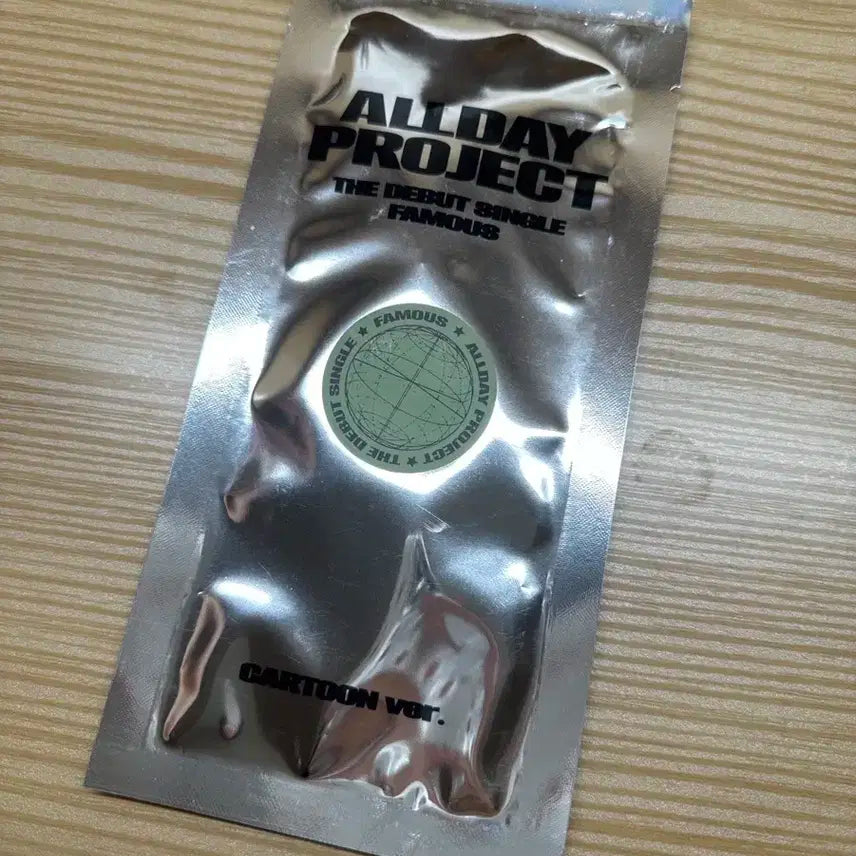 ALLDAY
PROJECT
THE DEBUT SINGLE
FAMOUS
★ FAMOUS ★ ALLDAY PROJECT ★ THE DEBUT SINGLE
CARTOON ver.